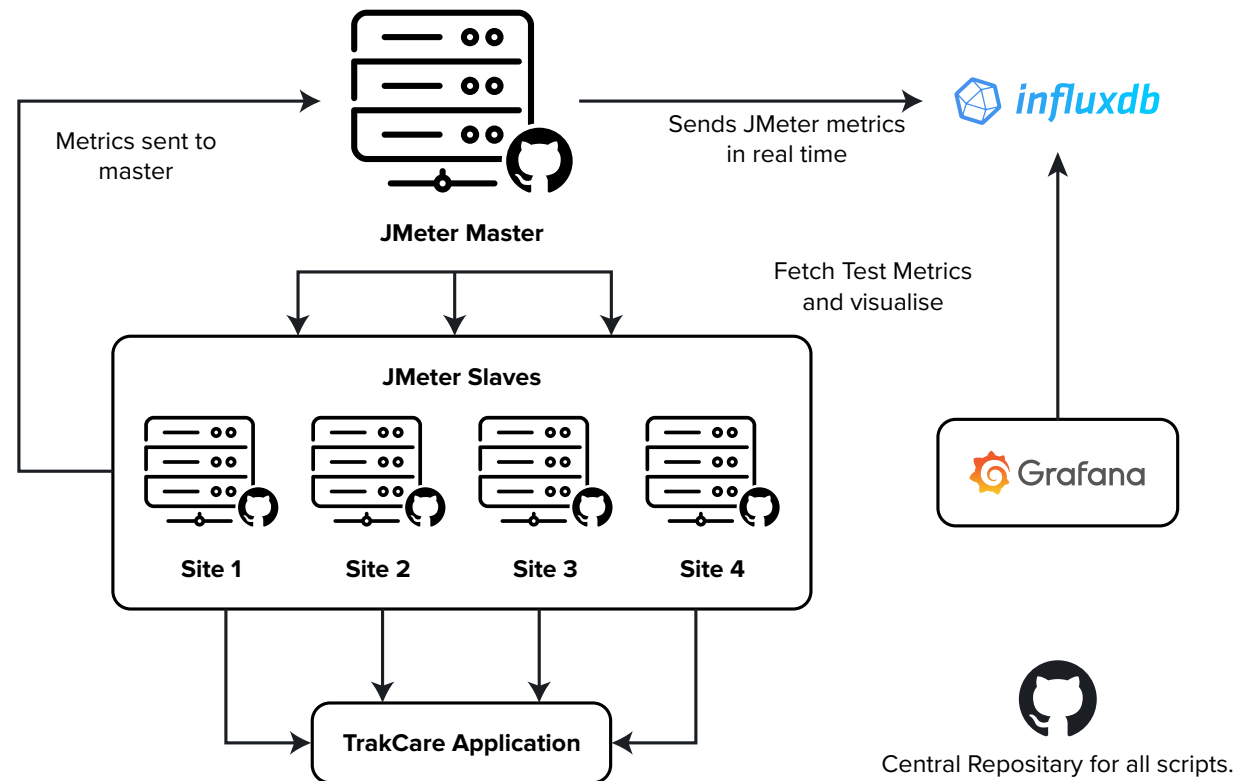 Metrics sent to
master
Sends JMeter metrics
in real time
influxdb
JMeter Master
Fetch Test Metrics
and visualise
JMeter Slaves
Grafana
Site 1
Site 2
Site 3
Site 4
TrakCare Application
Central Repositary for all scripts.